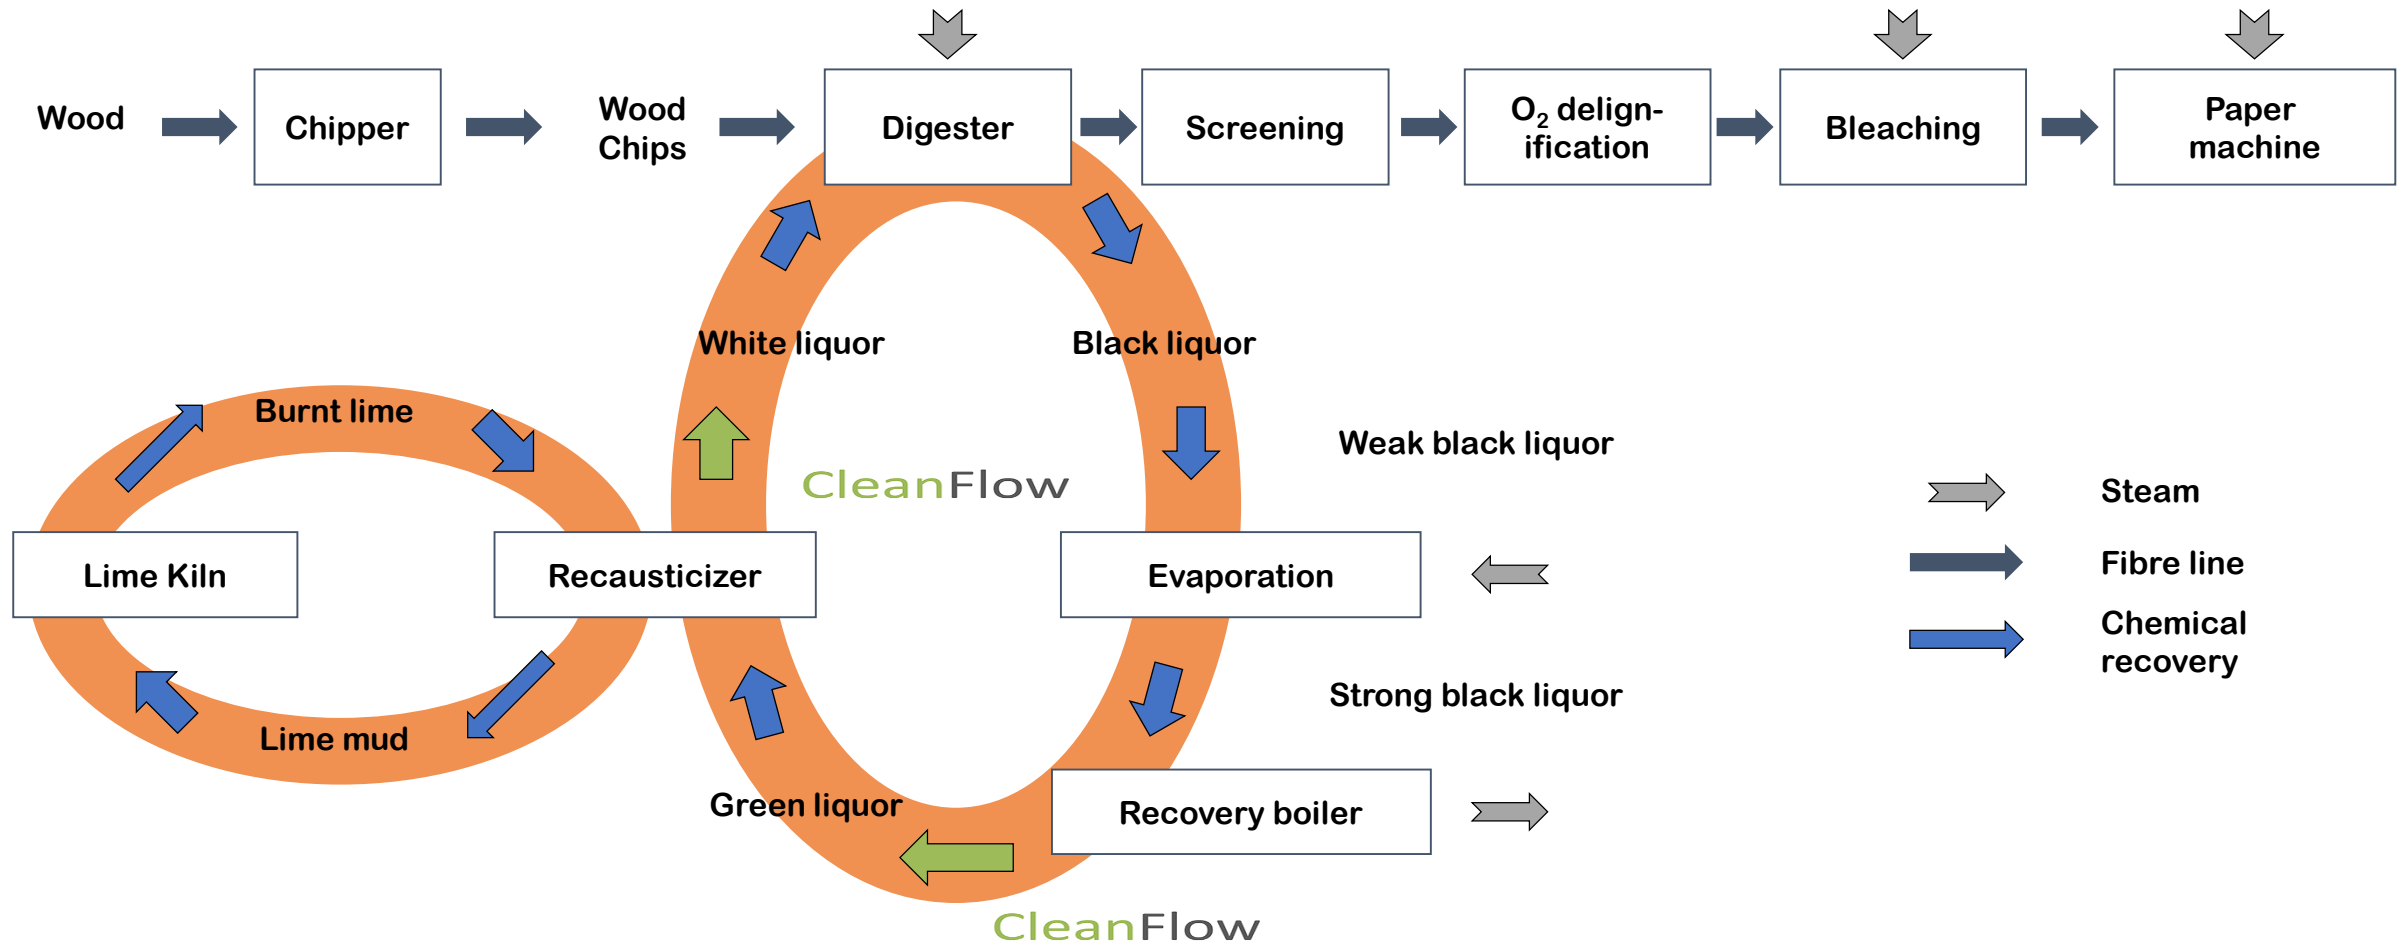 Wood
Chipper
Wood
Chips
Digester
Screening
O₂ delign-
ification
Bleaching
Paper
machine
White liquor
Black liquor
Burnt lime
Weak black liquor
CleanFlow
Steam
Fibre line
Chemical
recovery
Lime Kiln
Recausticizer
Evaporation
Strong black liquor
Lime mud
Green liquor
Recovery boiler
CleanFlow